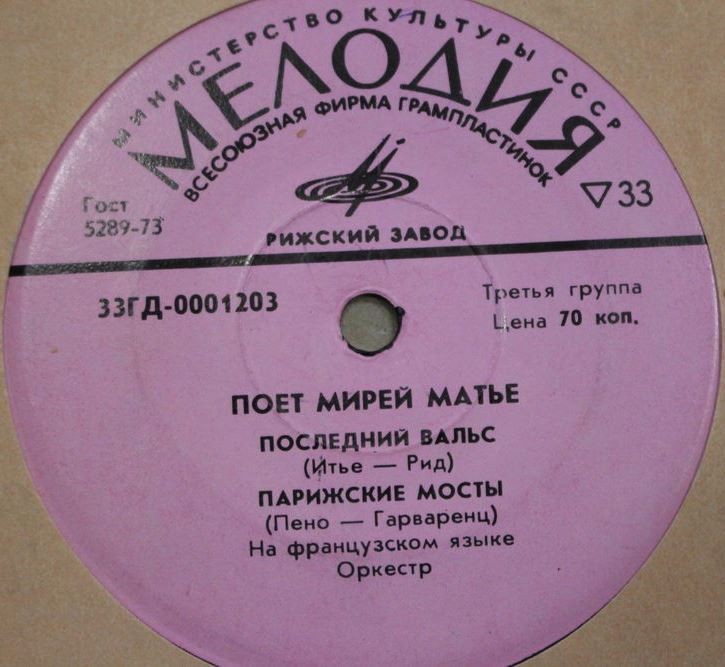 МИНИСТЕРСТВО КУЛЬТУРЫ СССР
МЕЛОДИЯ
ВСЕСОЮЗНАЯ ФИРМА ГРАМПЛАСТИНОК
Гост
5289-73
33
РИЖСКИЙ ЗАВОД
33ГД-0001203
Третья группа
Цена 70 коп.
ПОЕТ МИРЕЙ МАТЬЕ
ПОСЛЕДНИЙ ВАЛЬС
(Итье — Рид)
ПАРИЖСКИЕ МОСТЫ
(Пено — Гарваренц)
На французском языке
Оркестр